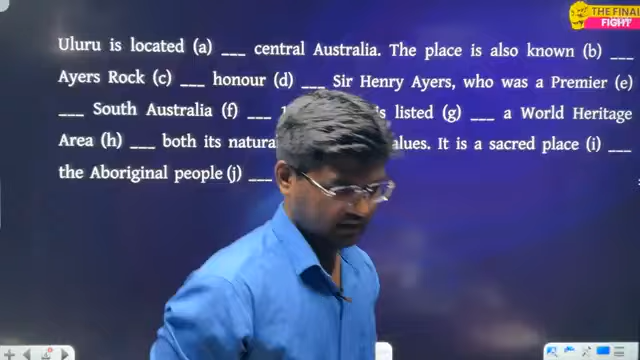 THE FINAL
FIGHT
Uluru is located (a) ___ central Australia. The place is also known (b) ___
Ayers Rock (c) ___ honour (d) ___ Sir Henry Ayers, who was a Premier (e)
___ South Australia (f) ___ is listed (g) ___ a World Heritage
Area (h) ___ both its It is a sacred place (i) ___
the Aboriginal people (j) ___